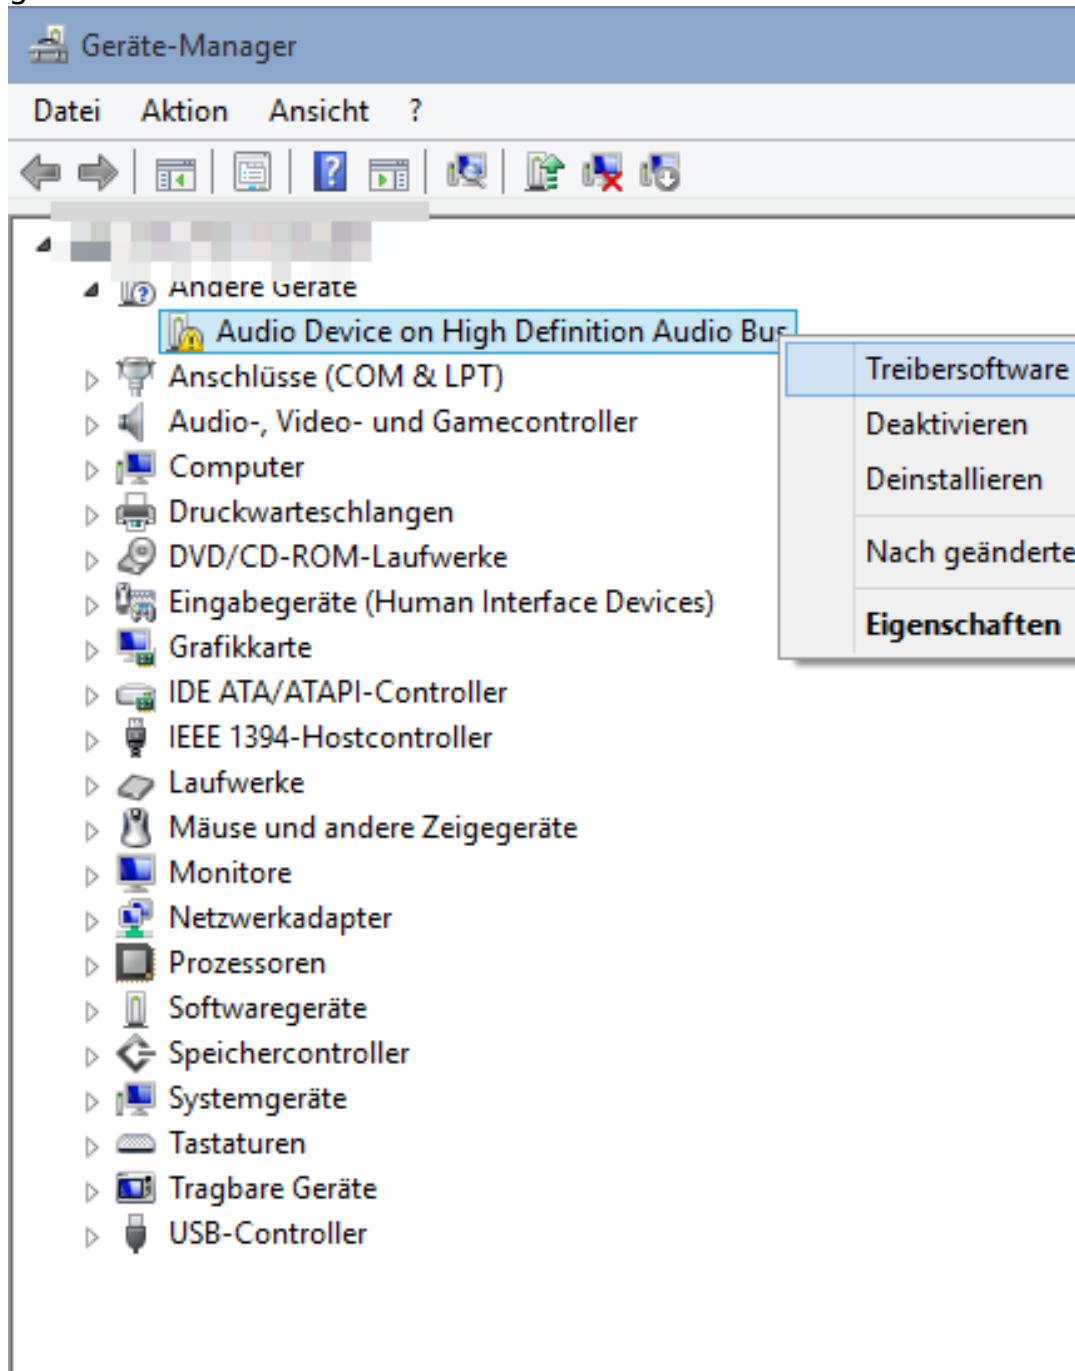 Geräte-Manager
Datei Aktion Ansicht ?
Andere Geräte
Audio Device on High Definition Audio Bus
Anschlüsse (COM & LPT)
Audio-, Video- und Gamecontroller
Computer
Druckwarteschlangen
DVD/CD-ROM-Laufwerke
Eingabegeräte (Human Interface Devices)
Grafikkarte
IDE ATA/ATAPI-Controller
IEEE 1394-Hostcontroller
Laufwerke
Mäuse und andere Zeigegeräte
Monitore
Netzwerkadapter
Prozessoren
Softwaregeräte
Speichercontroller
Systemgeräte
Tastaturen
Tragbare Geräte
USB-Controller
Treibersoftware
Deaktivieren
Deinstallieren
Nach geänderte
Eigenschaften